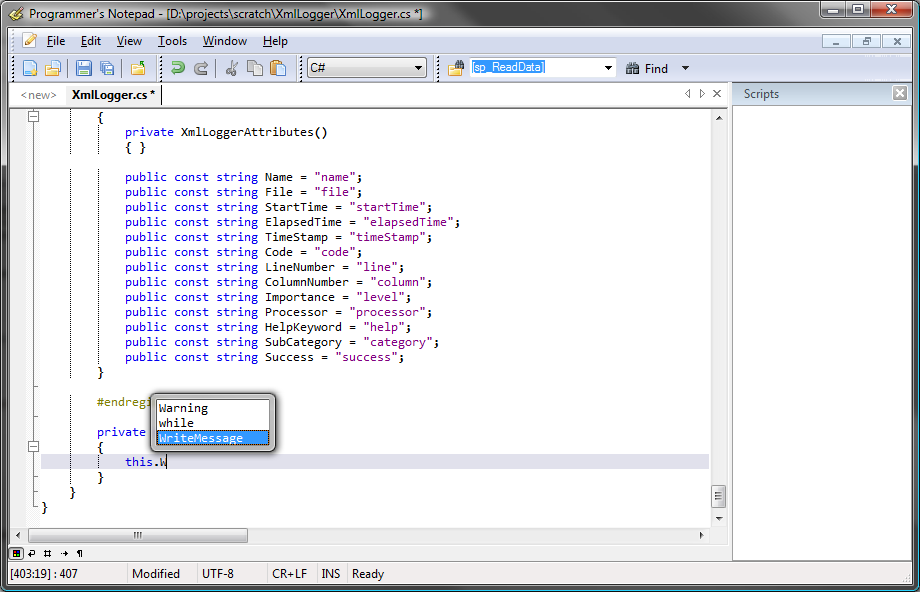 Programmer's Notepad - [D:\projects\scratch\XmlLogger\XmlLogger.cs *]
File Edit View Tools Window Help
C# [sp_ReadData] Find
<new> XmlLogger.cs * Scripts
{
private XmlLoggerAttributes()
{ }
public const string Name = "name";
public const string File = "file";
public const string StartTime = "startTime";
public const string ElapsedTime = "elapsedTime";
public const string TimeStamp = "timeStamp";
public const string Code = "code";
public const string LineNumber = "line";
public const string ColumnNumber = "column";
public const string Importance = "level";
public const string Processor = "processor";
public const string HelpKeyword = "help";
public const string SubCategory = "category";
public const string Success = "success";
}
#endregi
Warning
while
WriteMessage
private
{
this.W
}
}
}
[403:19] : 407 Modified UTF-8 CR+LF INS Ready